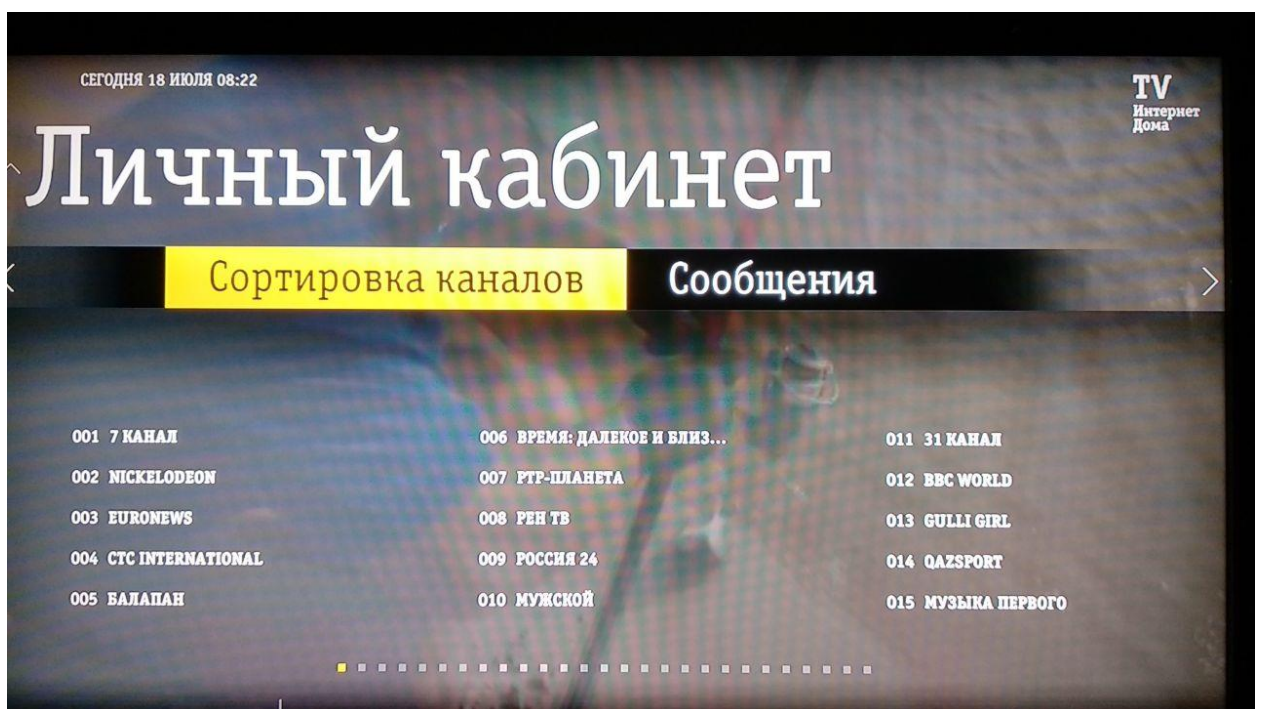 СЕГОДНЯ 18 ИЮЛЯ 08:22
TV
Интернет
Дома
Личный кабинет
Сортировка каналов
Сообщения
001 7 КАНАЛ
002 NICKELODEON
003 EURONEWS
004 СТС INTERNATIONAL
005 БАЛАПАН
006 ВРЕМЯ: ДАЛЕКОЕ И БЛИЗ...
007 РТР-ПЛАНЕТА
008 РЕН ТВ
009 РОССИЯ 24
010 МУЖСКОЙ
011 31 КАНАЛ
012 BBC WORLD
013 GULLI GIRL
014 QAZSPORT
015 МУЗЫКА ПЕРВОГО